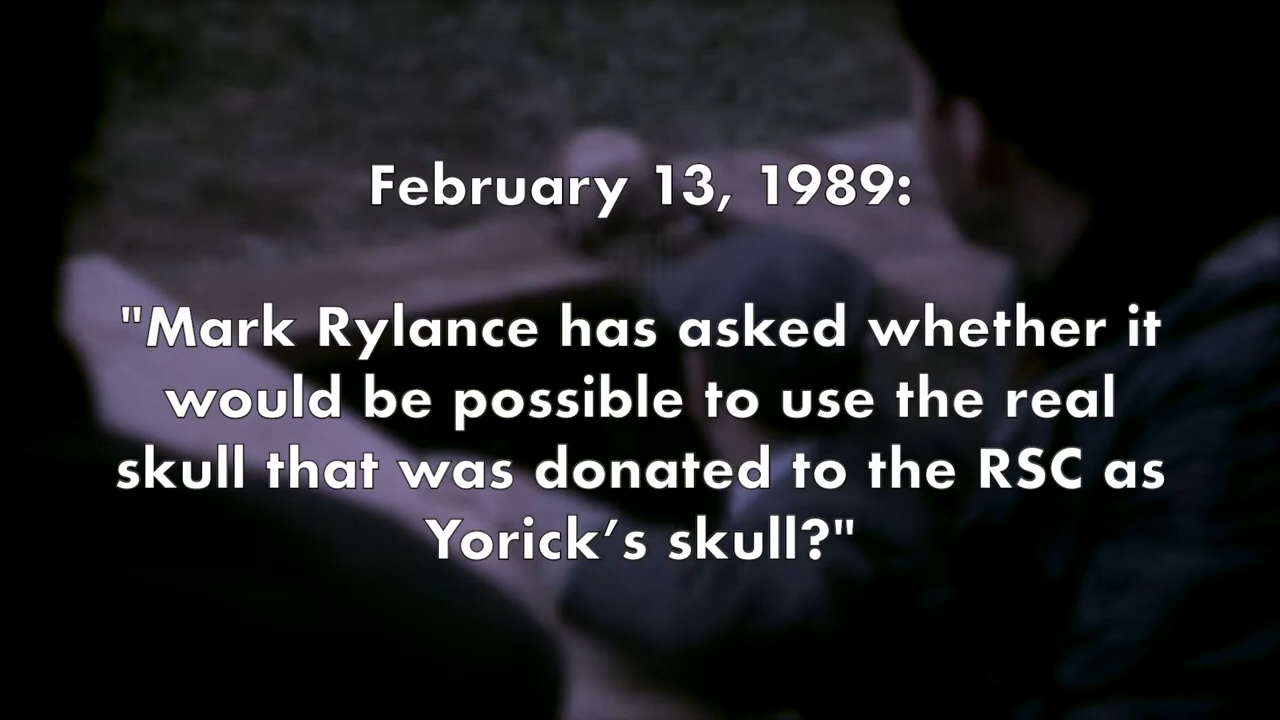 February 13, 1989:
"Mark Rylance has asked whether it
would be possible to use the real
skull that was donated to the RSC as
Yorick’s skull?"